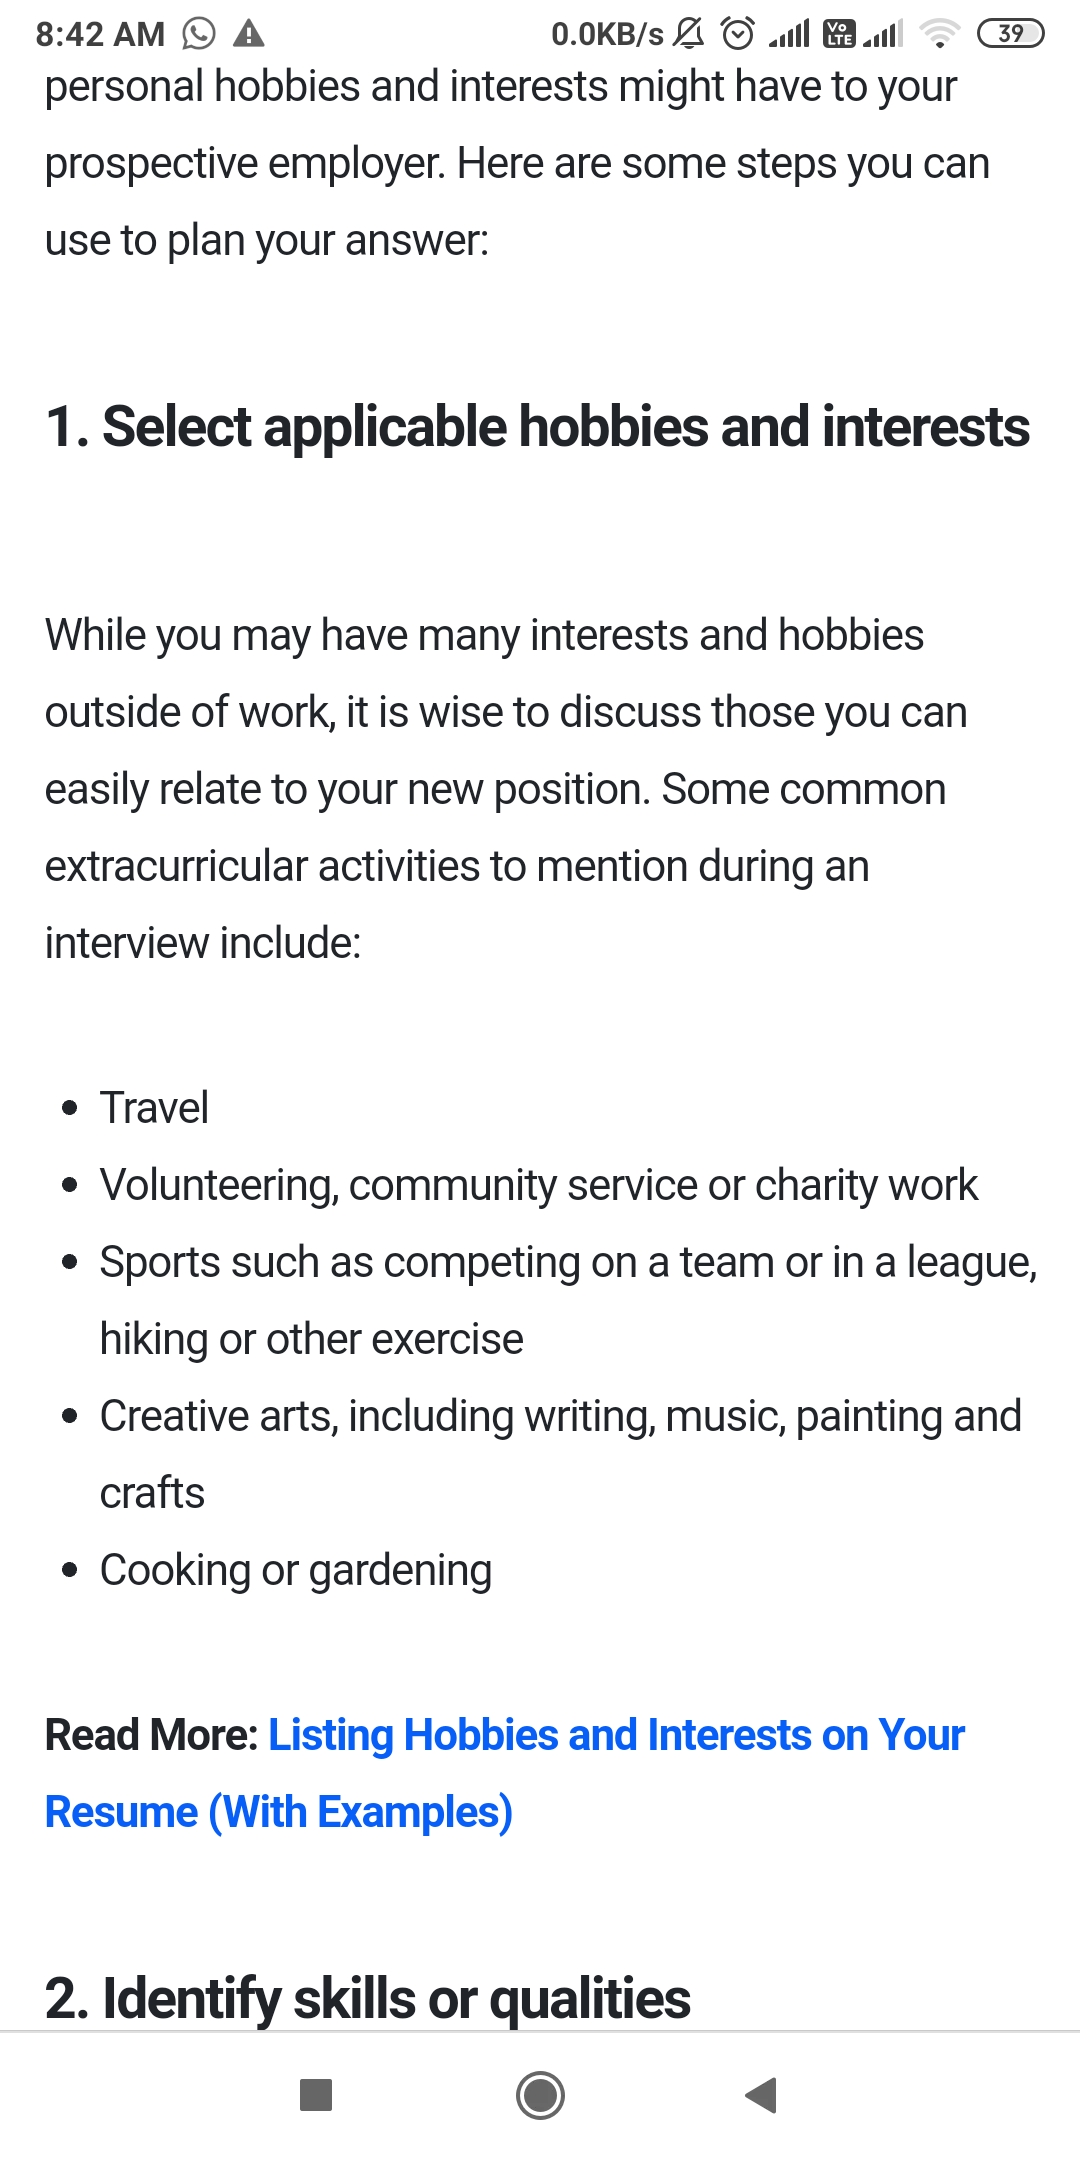 8:42 AM 0.0KB/s Vo LTE 39
personal hobbies and interests might have to your
prospective employer. Here are some steps you can
use to plan your answer:
1. Select applicable hobbies and interests
While you may have many interests and hobbies
outside of work, it is wise to discuss those you can
easily relate to your new position. Some common
extracurricular activities to mention during an
interview include:
• Travel
• Volunteering, community service or charity work
• Sports such as competing on a team or in a league,
hiking or other exercise
• Creative arts, including writing, music, painting and
crafts
• Cooking or gardening
Read More: Listing Hobbies and Interests on Your
Resume (With Examples)
2. Identify skills or qualities